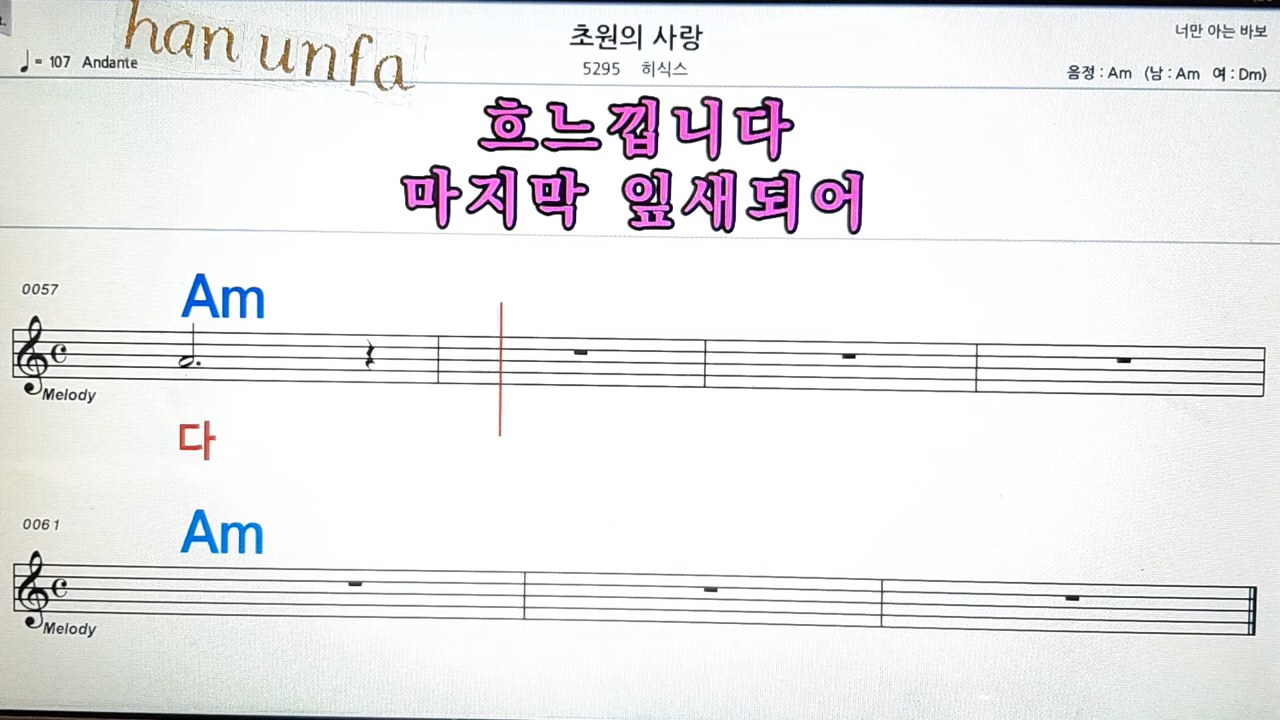 han unfa
초원의 사랑
너만 아는 바보
♩ = 107 Andante
5295 히식스
음정 : Am (남 : Am 여 : Dm)
흐느낍니다
마지막 잎새되어
0057
Am
Melody
다
0061
Am
Melody